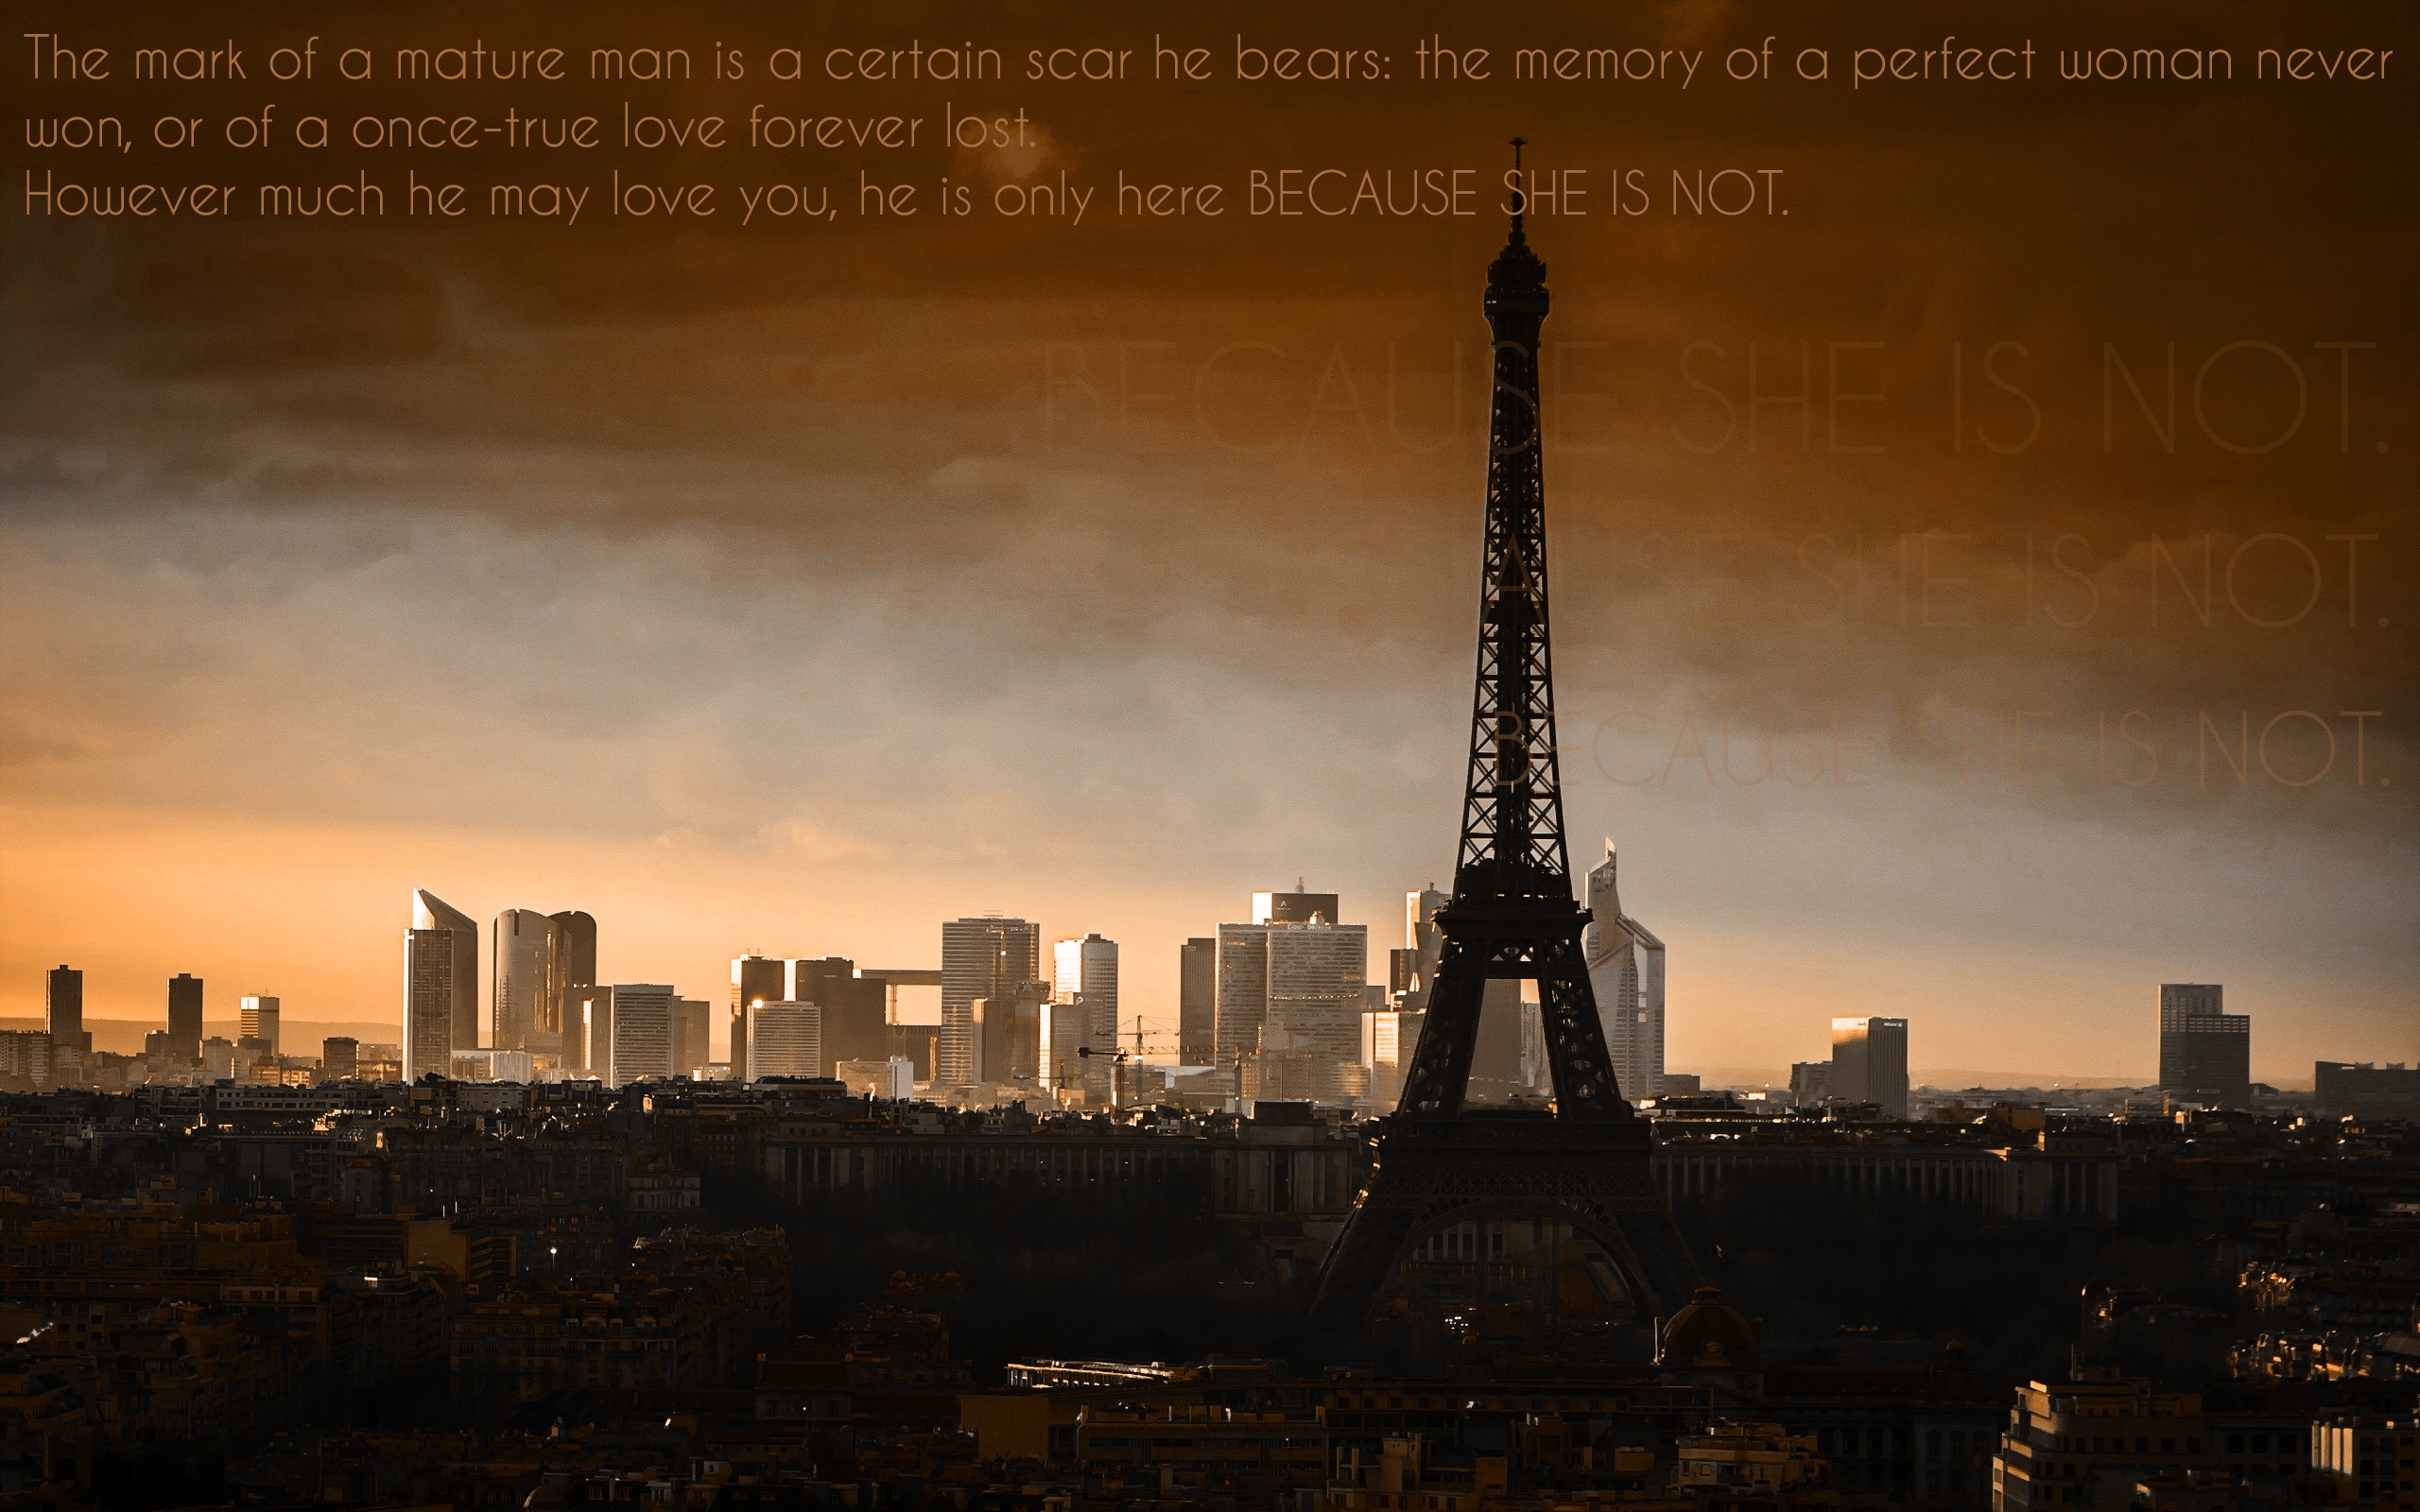 The mark of a mature man is a certain scar he bears: the memory of a perfect woman never
won, or of a once-true love forever lost.
However much he may love you, he is only here BECAUSE SHE IS NOT.
BECAUSE SHE IS NOT.
BECAUSE SHE IS NOT.
BECAUSE SHE IS NOT.